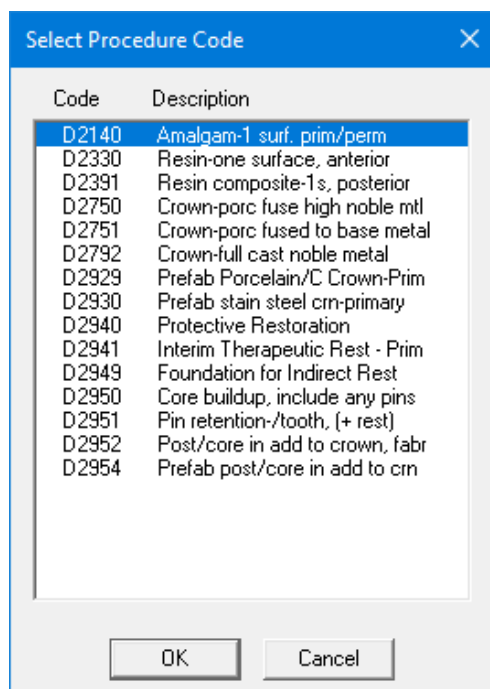 Select Procedure Code
Code Description
D2140 Amalgam-1 surf. prim/perm
D2330 Resin-one surface, anterior
D2391 Resin composite-1s, posterior
D2750 Crown-porc fuse high noble mtl
D2751 Crown-porc fused to base metal
D2792 Crown-full cast noble metal
D2929 Prefab Porcelain/C Crown-Prim
D2930 Prefab stain steel crn-primary
D2940 Protective Restoration
D2941 Interim Therapeutic Rest - Prim
D2949 Foundation for Indirect Rest
D2950 Core buildup, include any pins
D2951 Pin retention-/tooth, (+ rest)
D2952 Post/core in add to crown, fabr
D2954 Prefab post/core in add to crn
OK Cancel